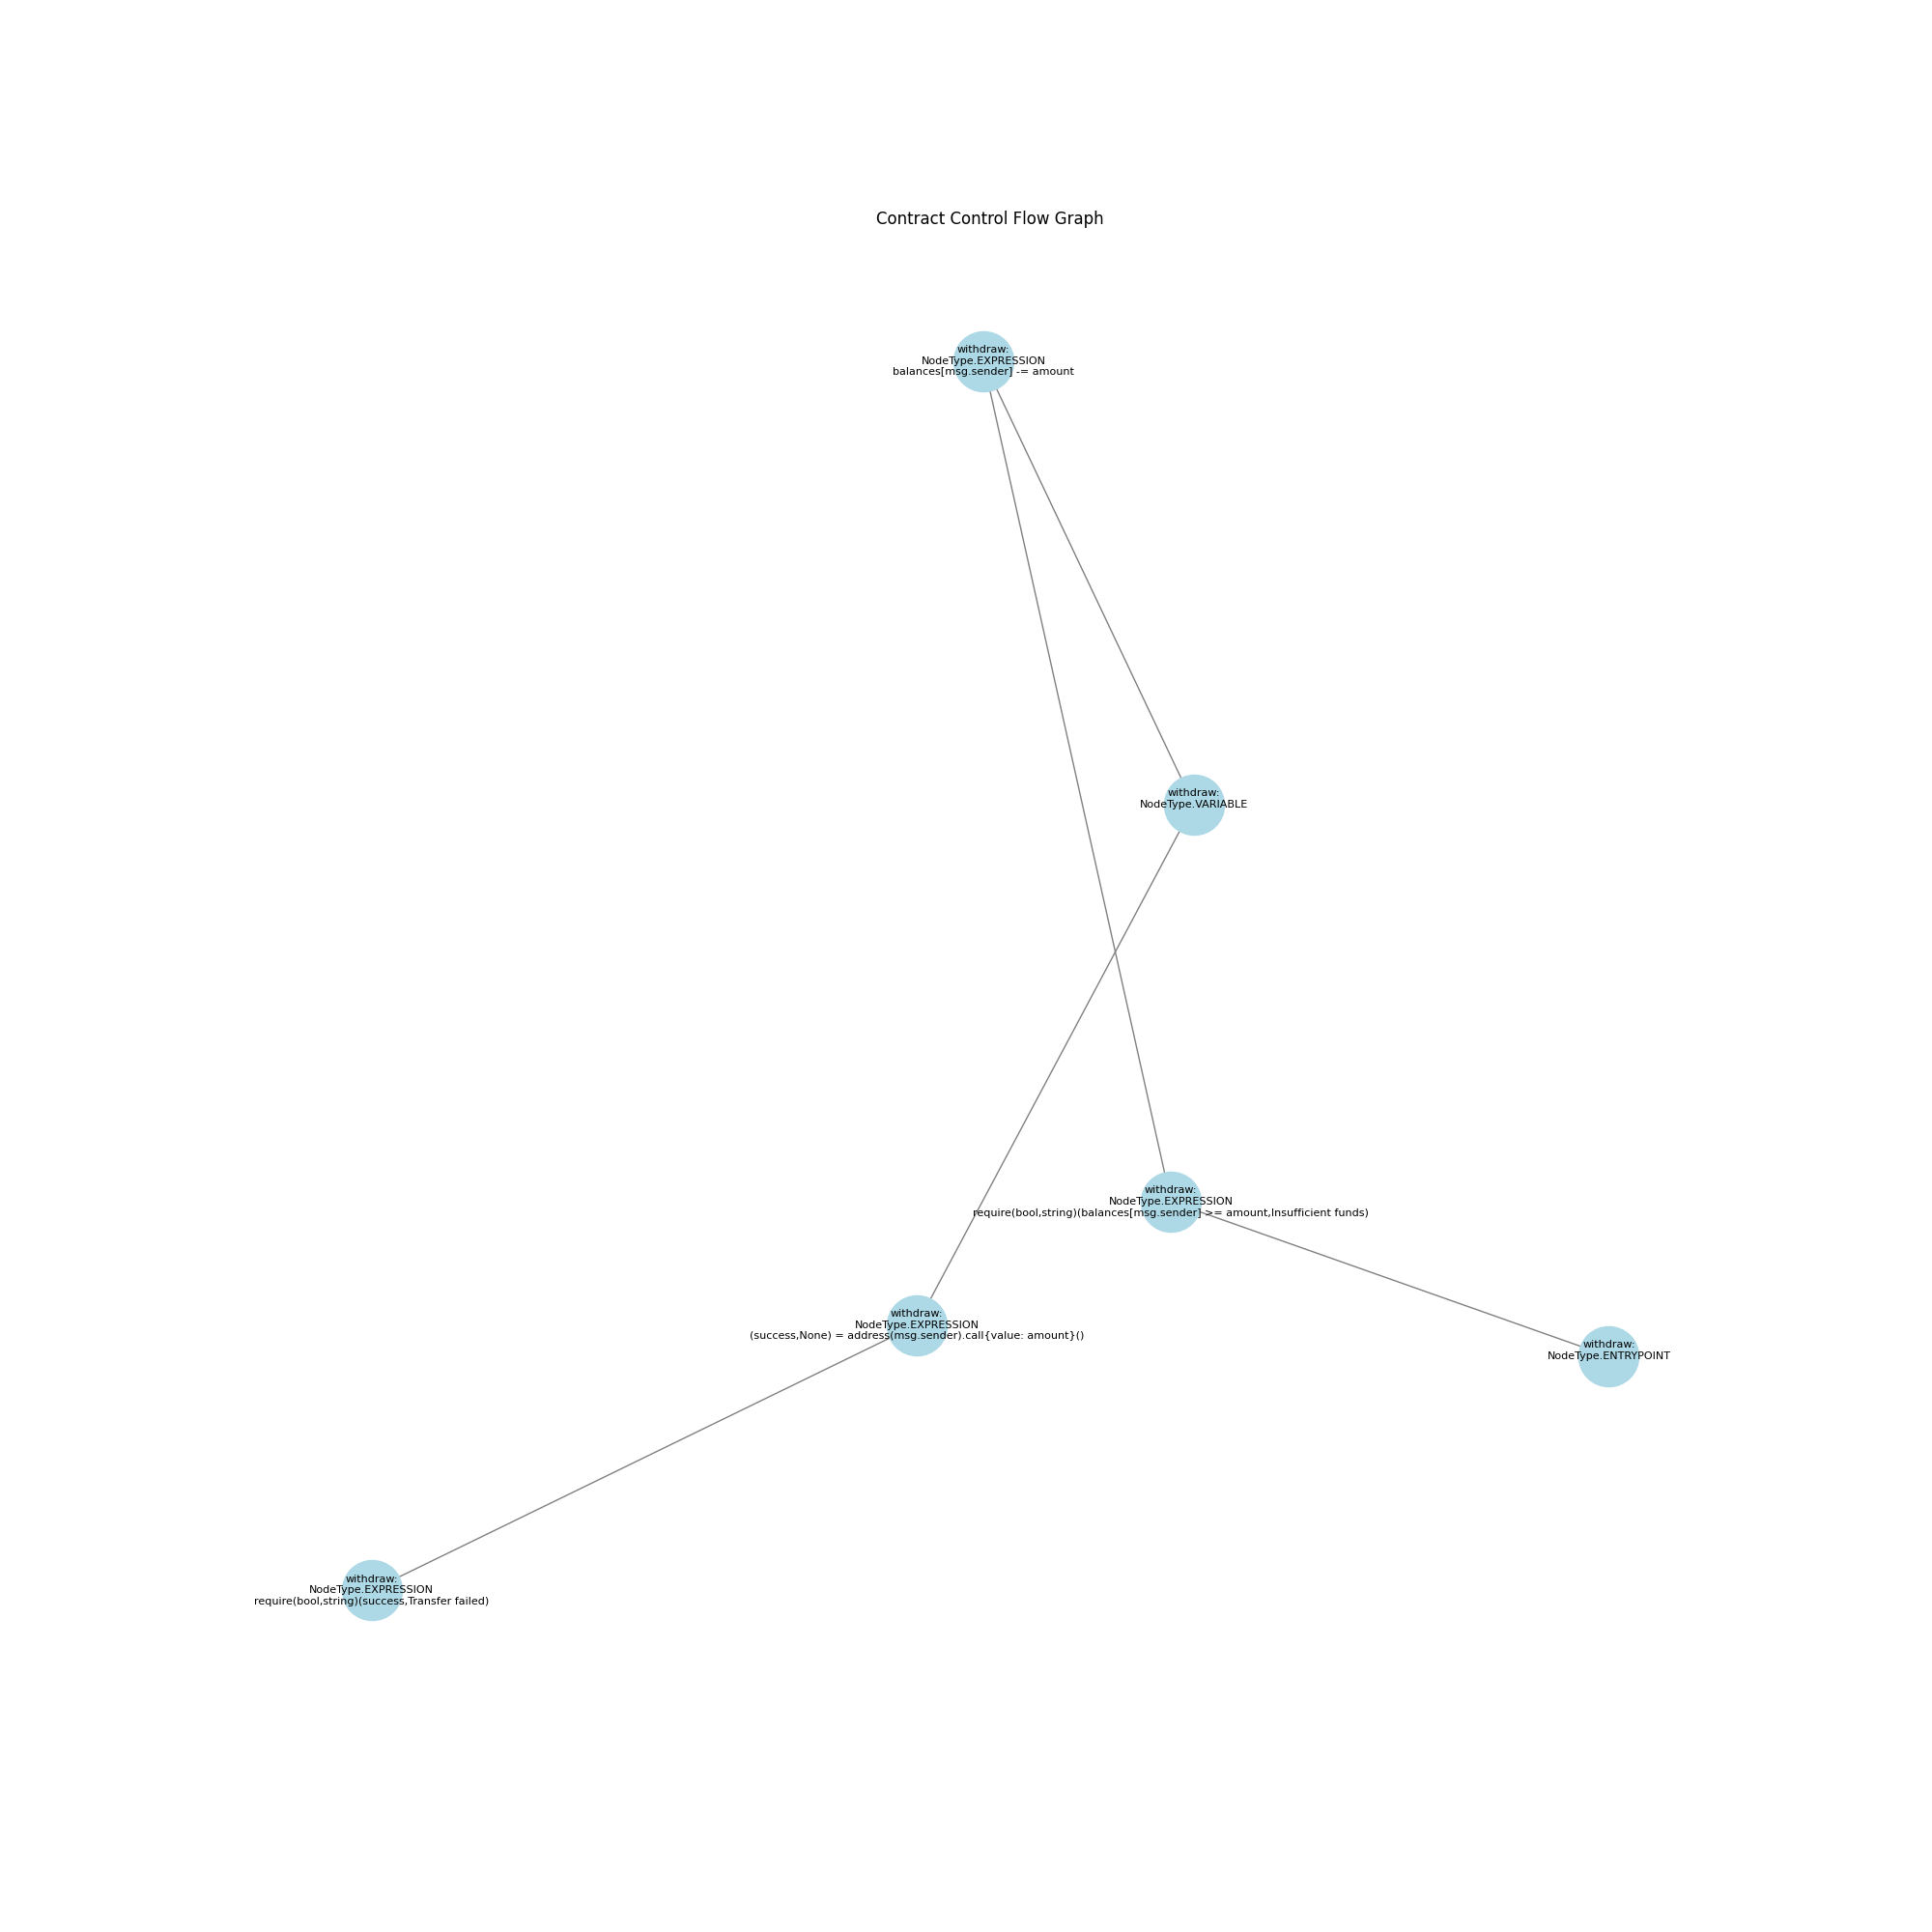 Contract Control Flow Graph
withdraw:
NodeType.EXPRESSION
balances[msg.sender] -= amount
withdraw:
NodeType.VARIABLE
withdraw:
NodeType.EXPRESSION
require(bool,string)(balances[msg.sender] >= amount,Insufficient funds)
withdraw:
NodeType.EXPRESSION
(success,None) = address(msg.sender).call{value: amount}()
withdraw:
NodeType.ENTRYPOINT
withdraw:
NodeType.EXPRESSION
require(bool,string)(success,Transfer failed)